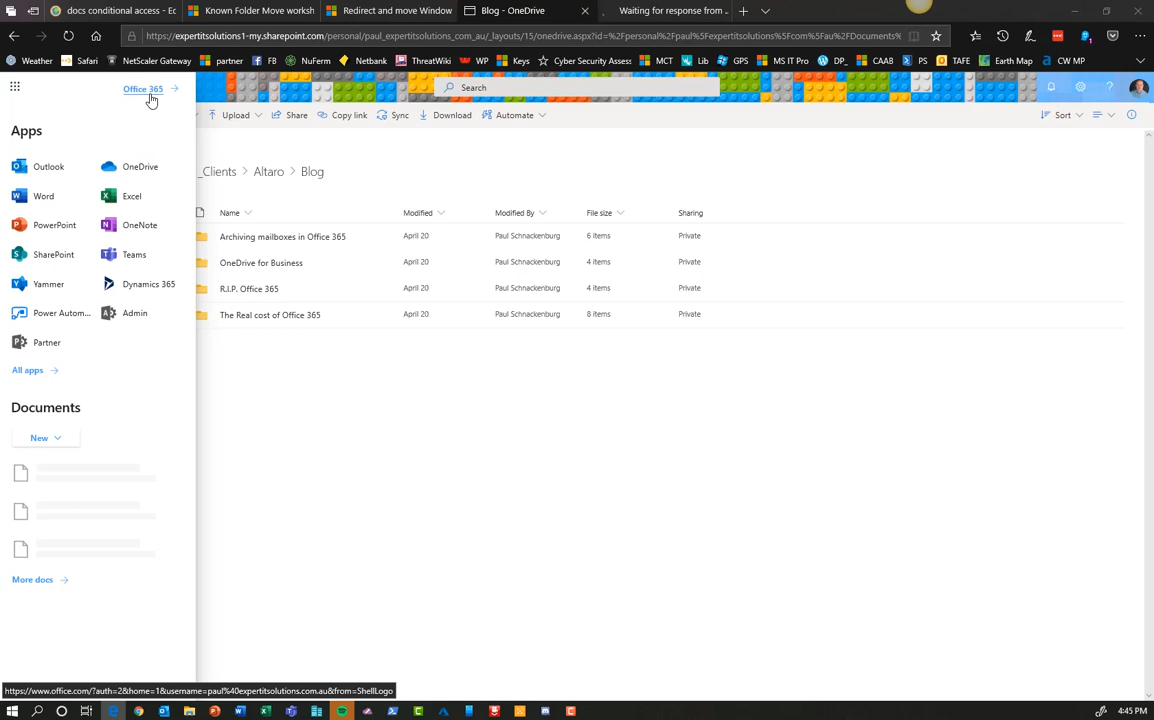 docs conditional access - Ec
Known Folder Move worksh
Redirect and move Window
Blog - OneDrive
Waiting for response from
https://expertitsolutions1-my.sharepoint.com/personal/paul_expertitsolutions_com_au/_layouts/15/onedrive.aspx?id=%2Fpersonal%2Fpaul%5Fexpertitsolutions%5Fcom%5Fau%2FDocuments%
Weather
Safari
NetScaler Gateway
partner
FB
NuFerm
Netbank
ThreatWiki
WP
Keys
Cyber Security Assess
MCT
Lib
GPS
MS IT Pro
DP_
CAAB
PS
TAFE
Earth Map
CW MP
Office 365
Search
Upload
Share
Copy link
Sync
Download
Automate
Sort
Apps
Outlook
OneDrive
Word
Excel
PowerPoint
OneNote
SharePoint
Teams
Yammer
Dynamics 365
Power Autom...
Admin
Partner
All apps
Documents
New
More docs
_Clients > Altaro > Blog
Name
Modified
Modified By
File size
Sharing
Archiving mailboxes in Office 365
April 20
Paul Schnackenburg
6 items
Private
OneDrive for Business
April 20
Paul Schnackenburg
4 items
Private
R.I.P. Office 365
April 20
Paul Schnackenburg
4 items
Private
The Real cost of Office 365
April 20
Paul Schnackenburg
8 items
Private
https://www.office.com/?auth=2&home=1&username=paul%40expertitsolutions.com.au&from=ShellLogo
4:45 PM